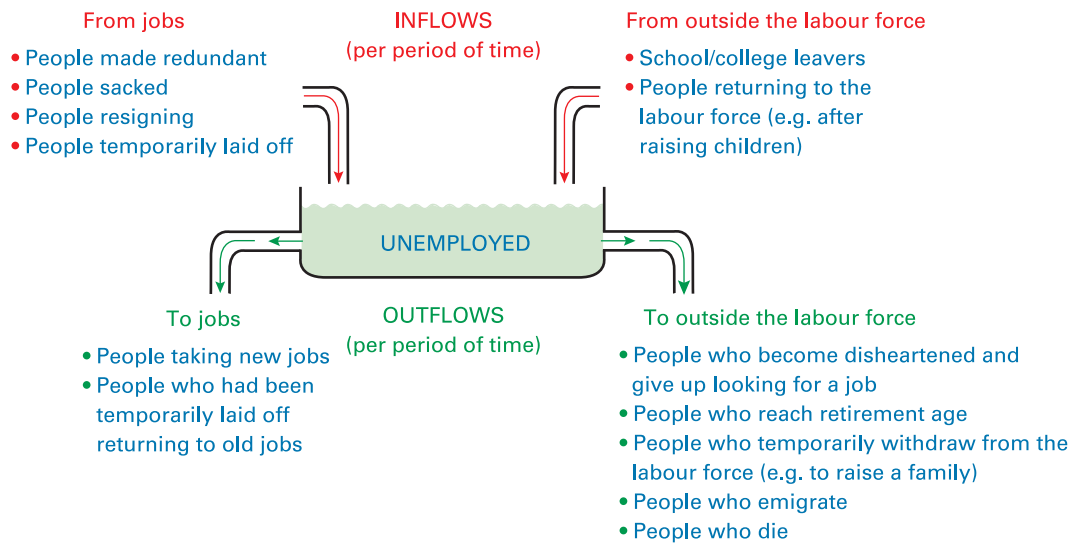 From jobs
• People made redundant
• People sacked
• People resigning
• People temporarily laid off
INFLOWS
(per period of time)
From outside the labour force
• School/college leavers
• People returning to the
labour force (e.g. after
raising children)
UNEMPLOYED
To jobs
• People taking new jobs
• People who had been
temporarily laid off
returning to old jobs
OUTFLOWS
(per period of time)
To outside the labour force
• People who become disheartened and
give up looking for a job
• People who reach retirement age
• People who temporarily withdraw from the
labour force (e.g. to raise a family)
• People who emigrate
• People who die